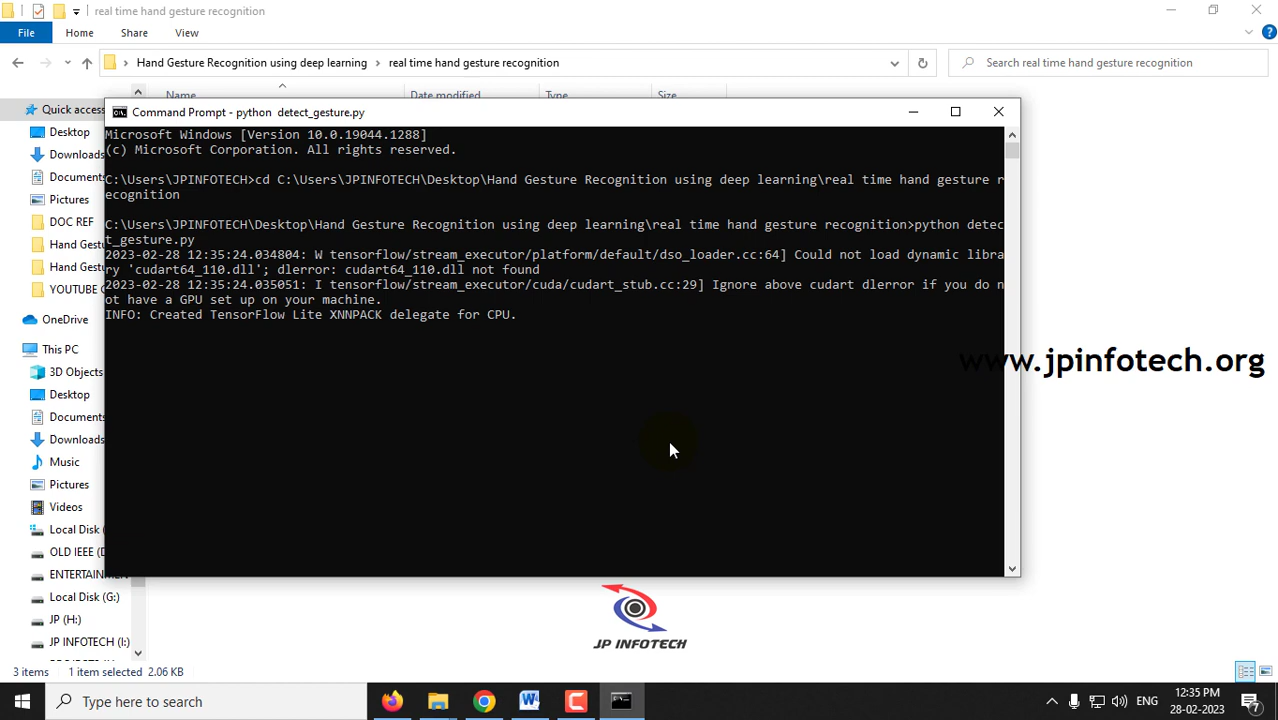 real time hand gesture recognition
File
Home
Share
View
Hand Gesture Recognition using deep learning
real time hand gesture recognition
Search real time hand gesture recognition
Name
Date modified
Type
Size
Quick access
Desktop
Downloads
Documents
Pictures
DOC REF
Hand Gestu
Hand Gestu
YOUTUBE C
OneDrive
This PC
3D Objects
Desktop
Documents
Downloads
Music
Pictures
Videos
Local Disk (
OLD IEEE (D
ENTERTAINMEN
Local Disk (G:)
JP (H:)
JP INFOTECH (I:)
Command Prompt - python  detect_gesture.py
Microsoft Windows [Version 10.0.19044.1288]
(c) Microsoft Corporation. All rights reserved.
C:\Users\JPINFOTECH>cd C:\Users\JPINFOTECH\Desktop\Hand Gesture Recognition using deep learning\real time hand gesture r
ecognition
C:\Users\JPINFOTECH\Desktop\Hand Gesture Recognition using deep learning\real time hand gesture recognition>python detec
t_gesture.py
2023-02-28 12:35:24.034804: W tensorflow/stream_executor/platform/default/dso_loader.cc:64] Could not load dynamic libra
ry 'cudart64_110.dll'; dlerror: cudart64_110.dll not found
2023-02-28 12:35:24.035051: I tensorflow/stream_executor/cuda/cudart_stub.cc:29] Ignore above cudart dlerror if you do n
ot have a GPU set up on your machine.
INFO: Created TensorFlow Lite XNNPACK delegate for CPU.
www.jpinfotech.org
JP INFOTECH
3 items
1 item selected 2.06 KB
Type here to search
ENG
12:35 PM
28-02-2023
7